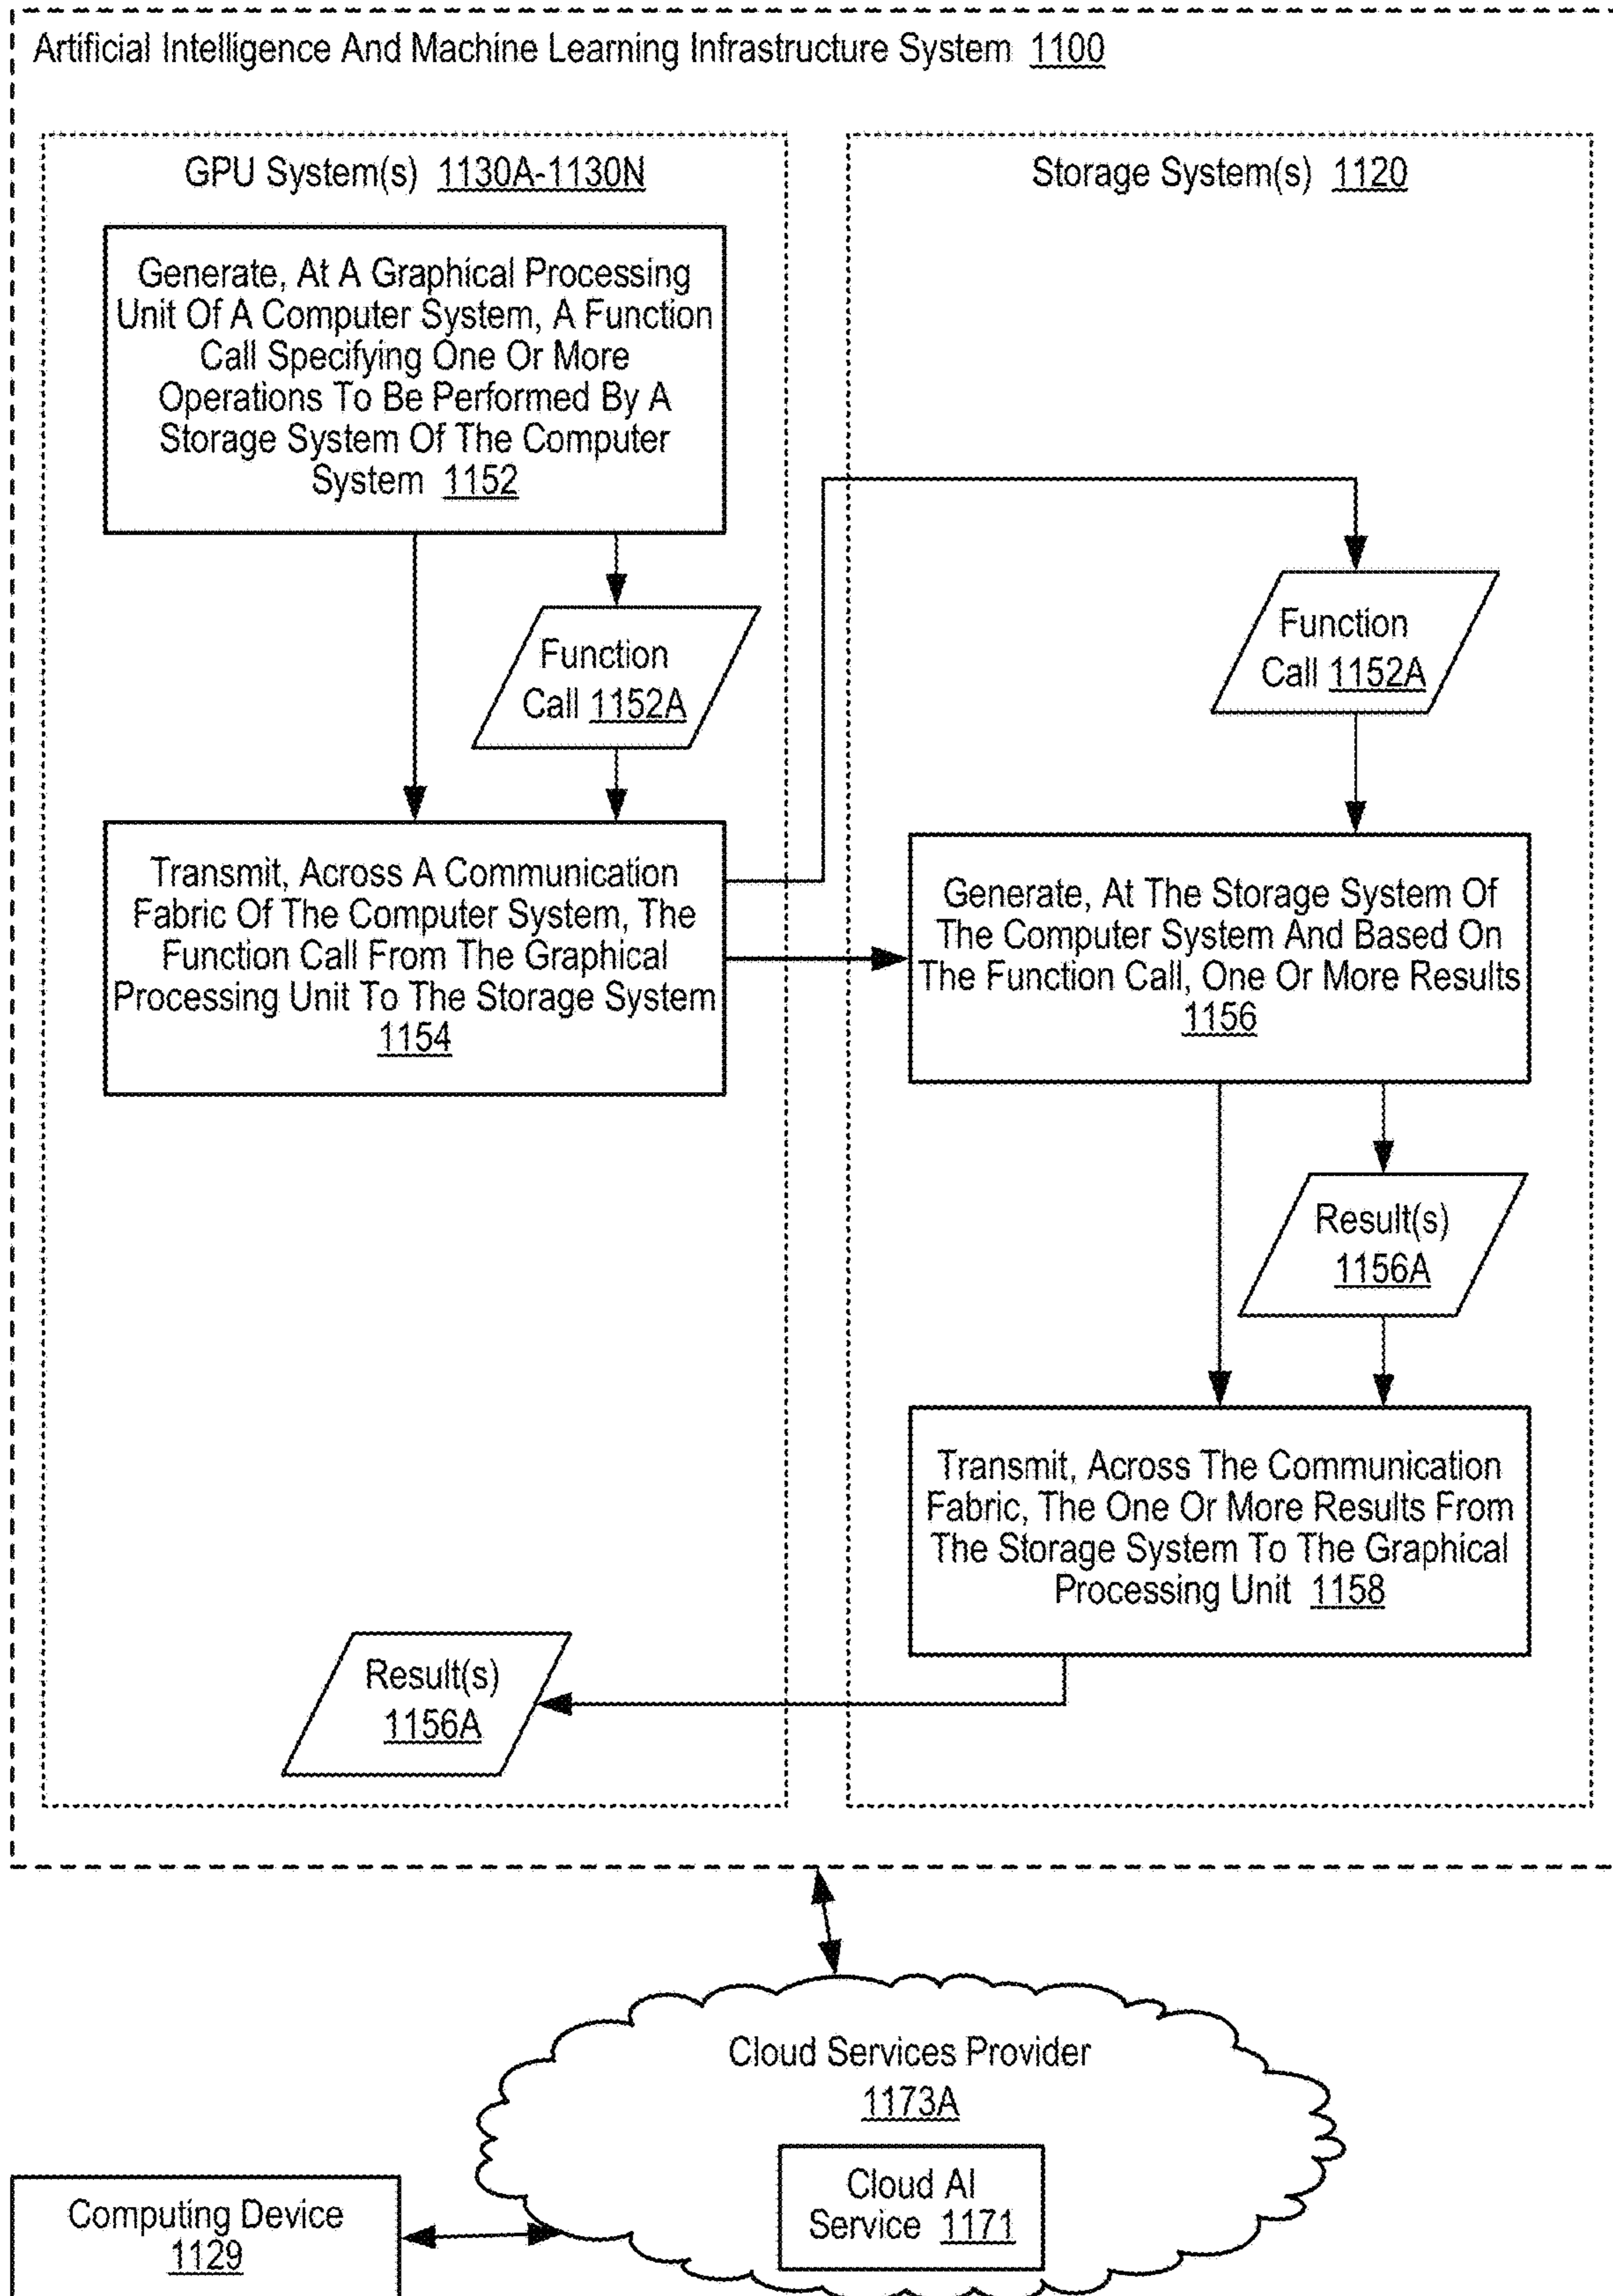 Artificial Intelligence And Machine Learning Infrastructure System 1100
GPU System(s) 1130A-1130N
Generate, At A Graphical Processing
Unit Of A Computer System, A Function
Call Specifying One Or More
Operations To Be Performed By A
Storage System Of The Computer
System 1152
Function
Call 1152A
Transmit, Across A Communication
Fabric Of The Computer System, The
Function Call From The Graphical
Processing Unit To The Storage System
1154
Storage System(s) 1120
Function
Call 1152A
Generate, At The Storage System Of
The Computer System And Based On
The Function Call, One Or More Results
1156
Result(s)
1156A
Transmit, Across The Communication
Fabric, The One Or More Results From
The Storage System To The Graphical
Processing Unit 1158
Result(s)
1156A
Cloud Services Provider
1173A
Cloud AI
Service 1171
Computing Device
1129